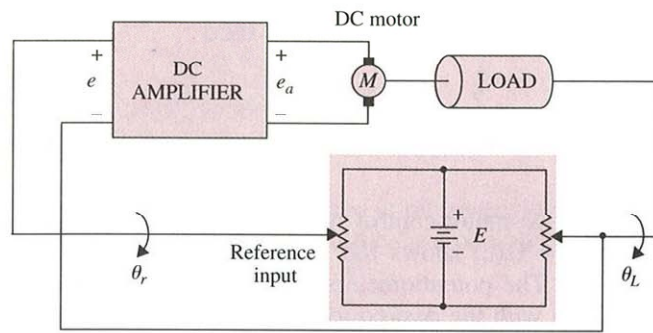 DC motor
+
+
e
DC
AMPLIFIER
e_a
M
LOAD
−
−
+
E
−
Reference
input
θ_r
θ_L